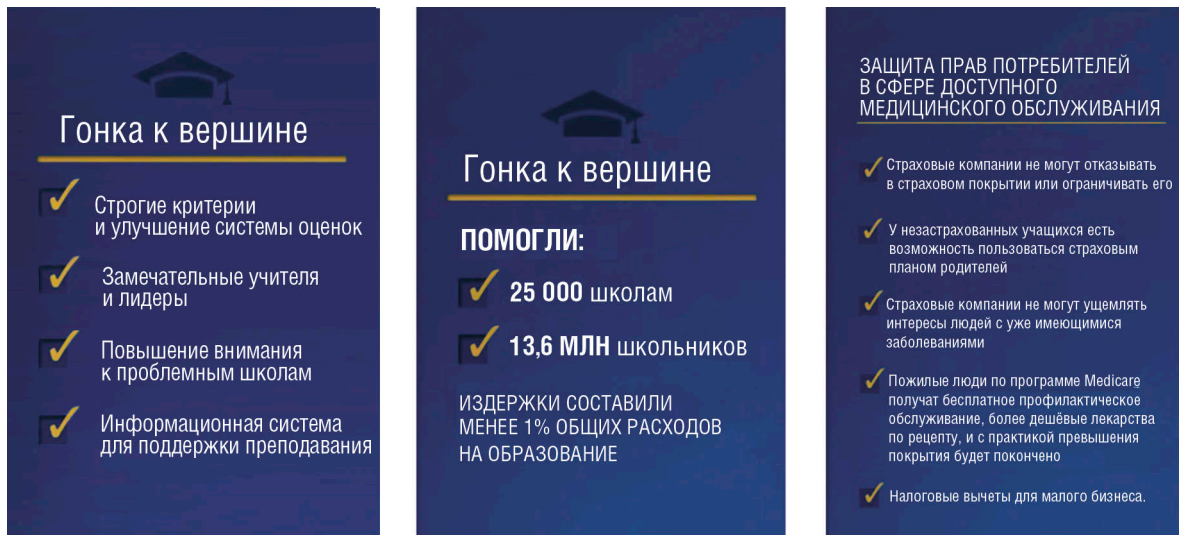 Гонка к вершине
Строгие критерии
и улучшение системы оценок
Замечательные учителя
и лидеры
Повышение внимания
к проблемным школам
Информационная система
для поддержки преподавания
Гонка к вершине
ПОМОГЛИ:
25 000 школам
13,6 МЛН школьников
ИЗДЕРЖКИ СОСТАВИЛИ
МЕНЕЕ 1% ОБЩИХ РАСХОДОВ
НА ОБРАЗОВАНИЕ
ЗАЩИТА ПРАВ ПОТРЕБИТЕЛЕЙ
В СФЕРЕ ДОСТУПНОГО
МЕДИЦИНСКОГО ОБСЛУЖИВАНИЯ
Страховые компании не могут отказывать
в страховом покрытии или ограничивать его
У незастрахованных учащихся есть
возможность пользоваться страховым
планом родителей
Страховые компании не могут ущемлять
интересы людей с уже имеющимися
заболеваниями
Пожилые люди по программе Medicare
получат бесплатное профилактическое
обслуживание, более дешёвые лекарства
по рецепту, и с практикой превышения
покрытия будет покончено
Налоговые вычеты для малого бизнеса.